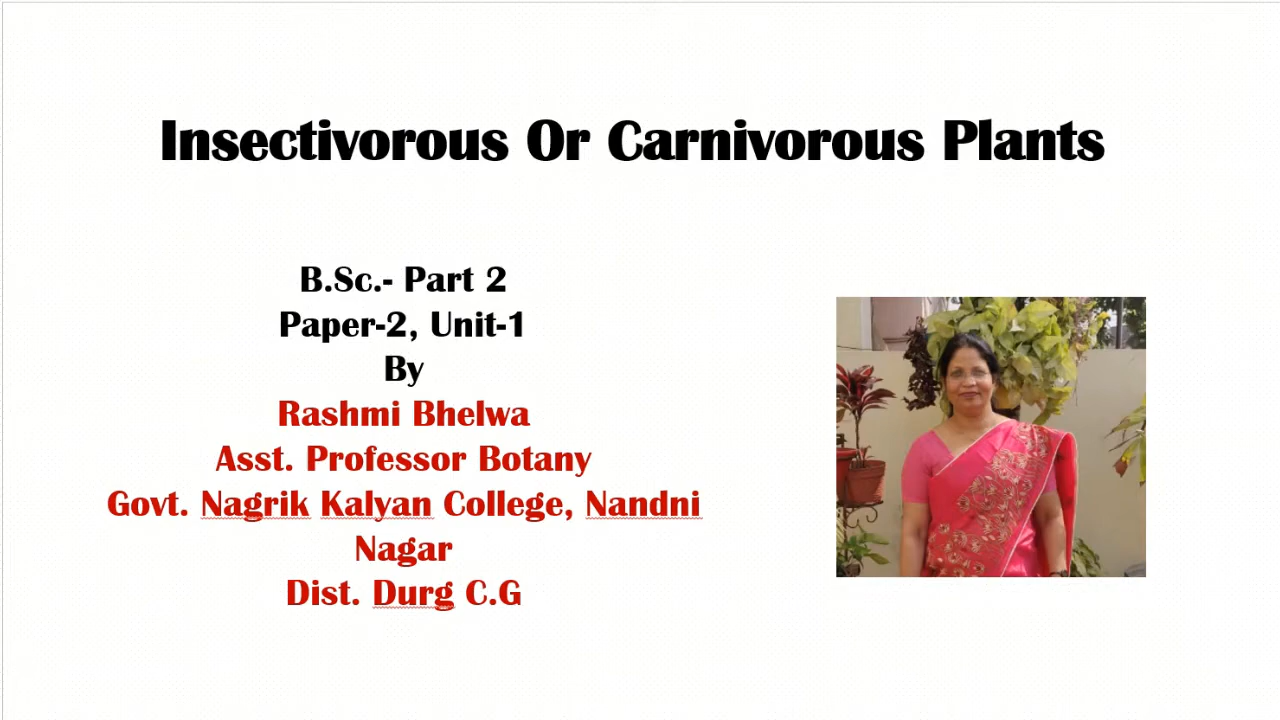 Insectivorous Or Carnivorous Plants
B.Sc.- Part 2
Paper-2, Unit-1
By
Rashmi Bhelwa
Asst. Professor Botany
Govt. Nagrik Kalyan College, Nandni
Nagar
Dist. Durg C.G